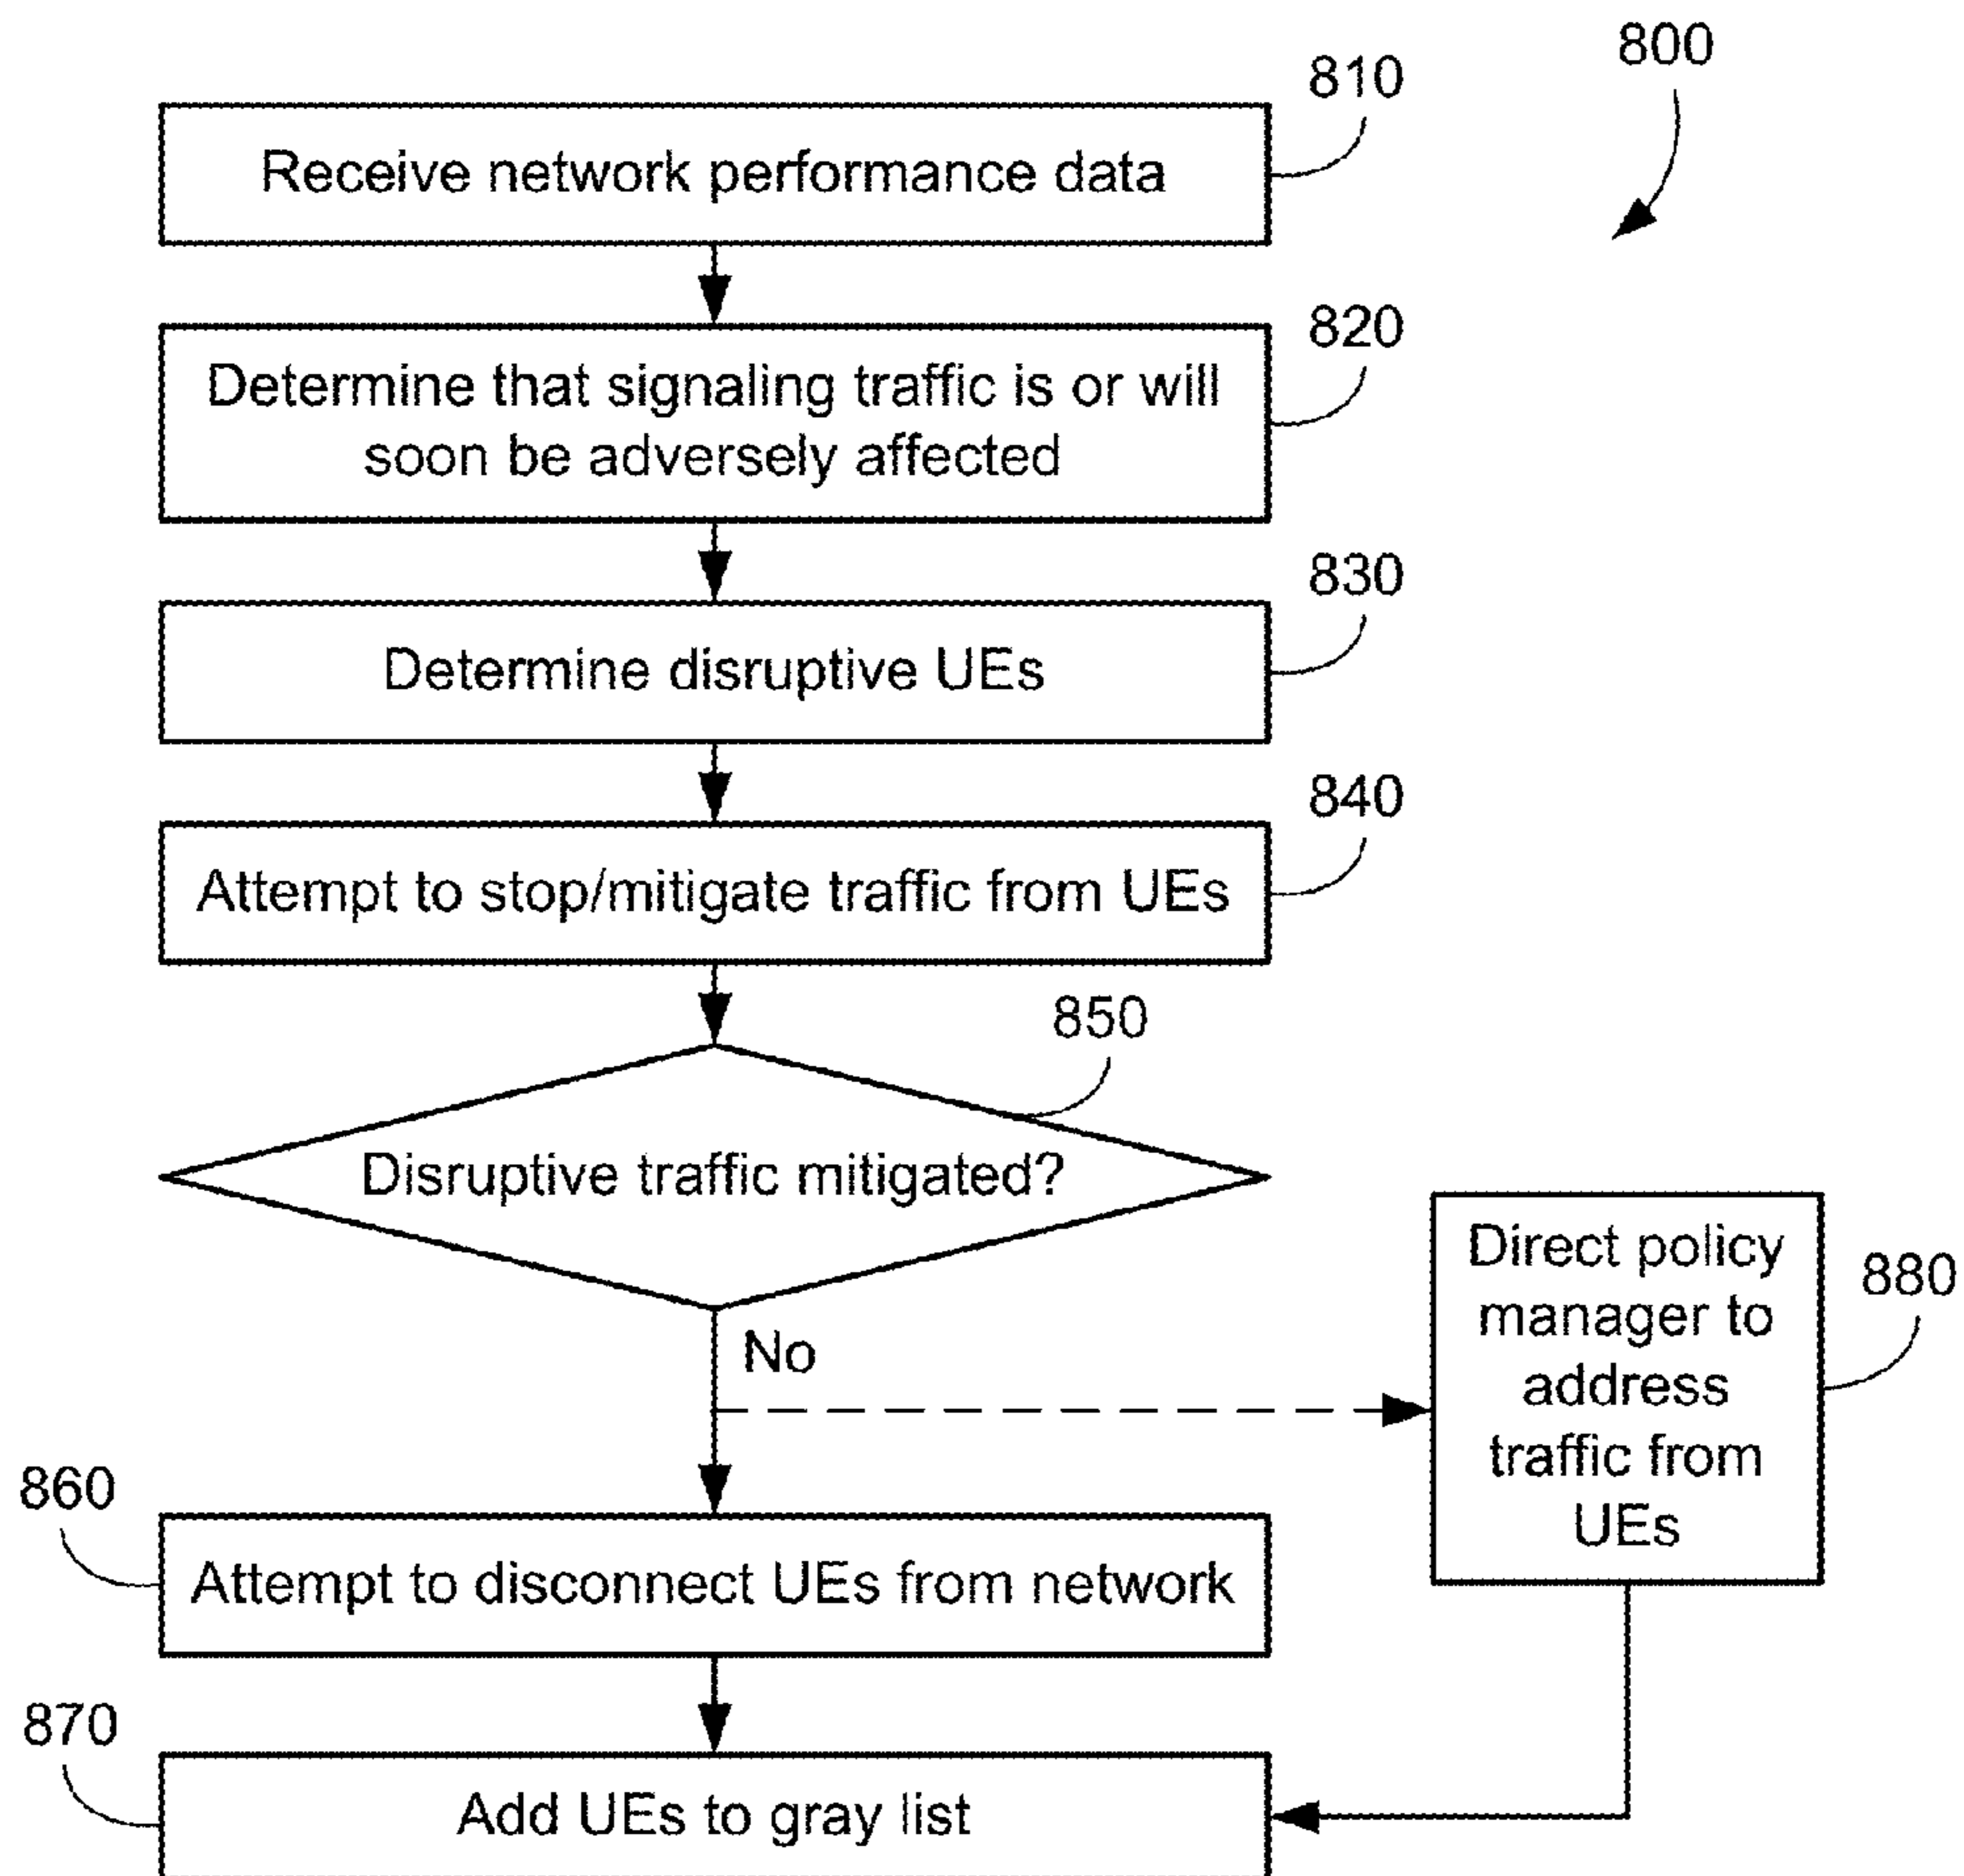 800
810
Receive network performance data
820
Determine that signaling traffic is or will
soon be adversely affected
830
Determine disruptive UEs
840
Attempt to stop/mitigate traffic from UEs
850
Disruptive traffic mitigated?
No
880
Direct policy
manager to
address
traffic from
UEs
860
Attempt to disconnect UEs from network
870
Add UEs to gray list